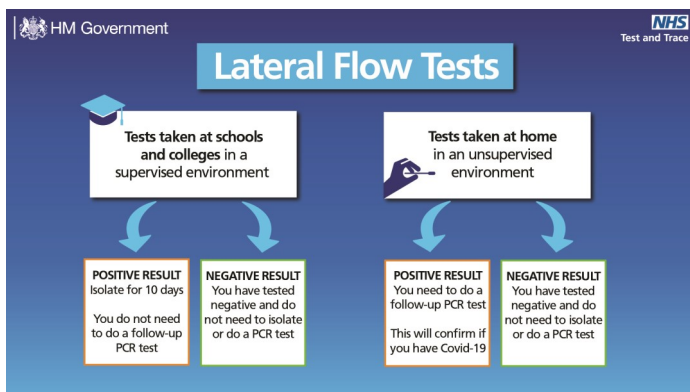 HM Government
NHS
Test and Trace
Lateral Flow Tests
Tests taken at schools
and colleges in a
supervised environment
Tests taken at home
in an unsupervised
environment
POSITIVE RESULT
Isolate for 10 days
You do not need
to do a follow-up
PCR test
NEGATIVE RESULT
You have tested
negative and do
not need to isolate
or do a PCR test
POSITIVE RESULT
You need to do a
follow-up PCR test
This will confirm if
you have Covid-19
NEGATIVE RESULT
You have tested
negative and do
not need to isolate
or do a PCR test